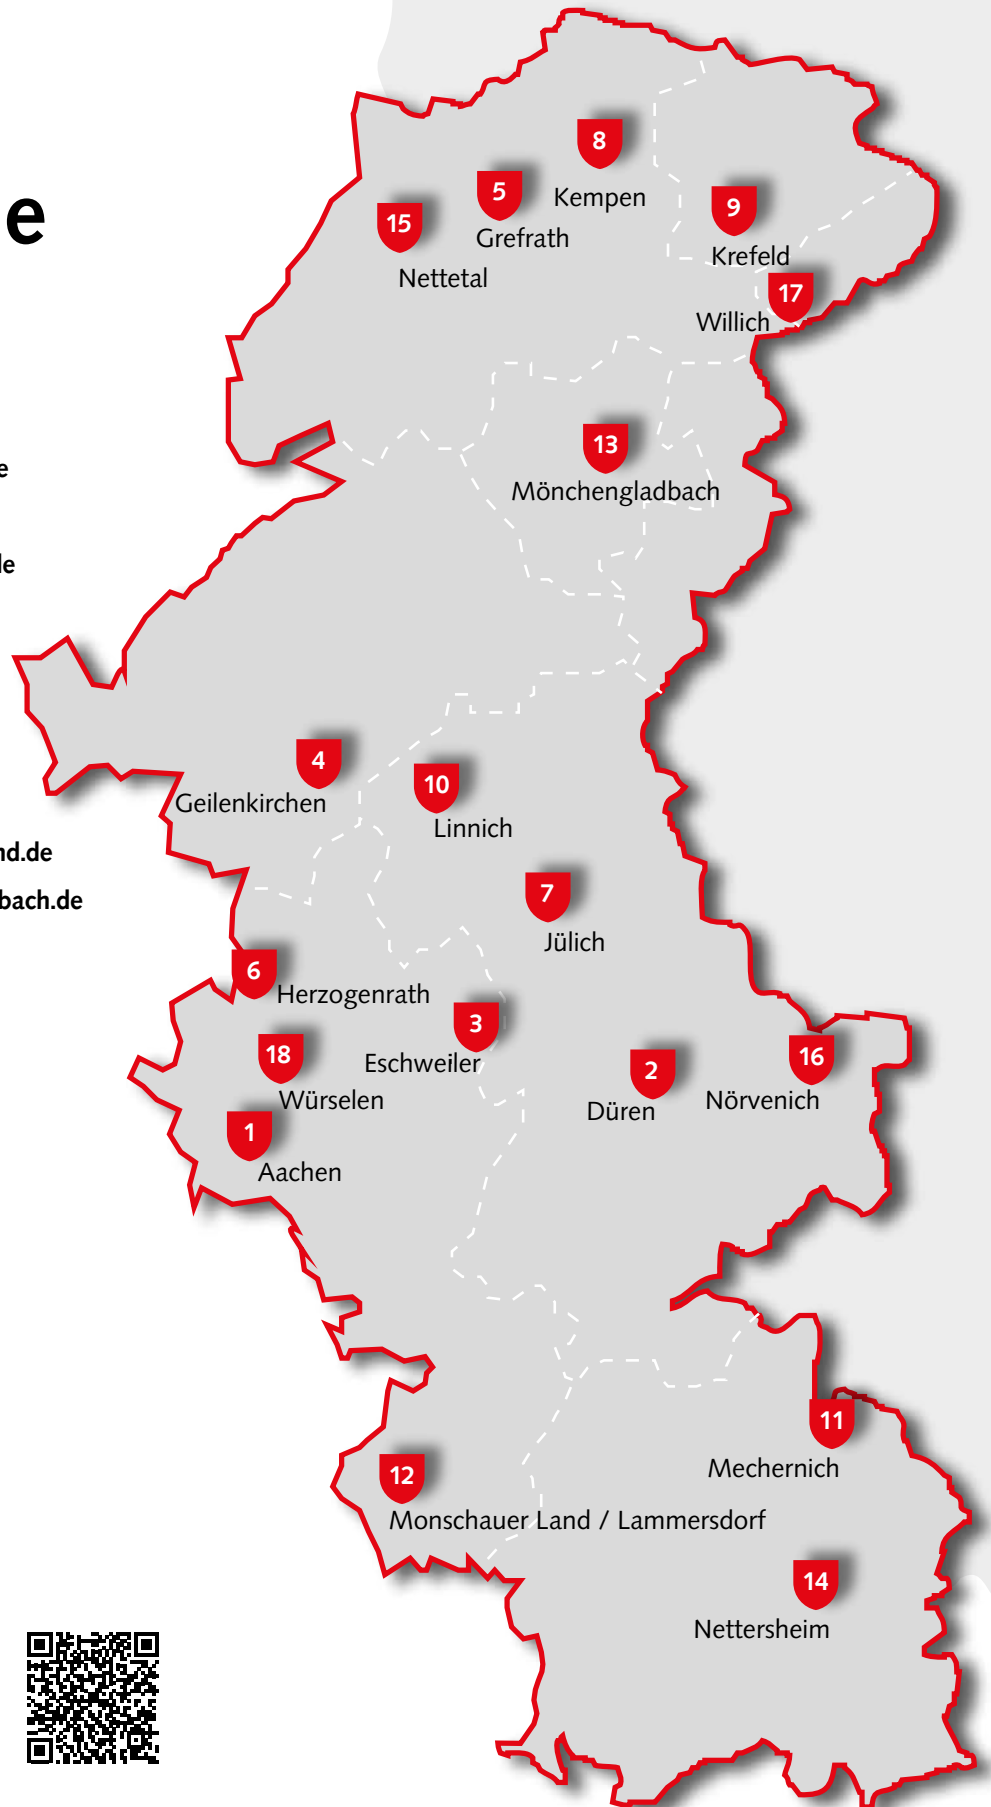 e
e
le
nd.de
bach.de
8
Kempen
5
Grefrath
15
Nettetal
9
Krefeld
17
Willich
13
Mönchengladbach
4
Geilenkirchen
10
Linnich
7
Jülich
6
Herzogenrath
3
Eschweiler
18
Würselen
2
Düren
16
Nörvenich
1
Aachen
11
Mechernich
12
Monschauer Land / Lammersdorf
14
Nettersheim